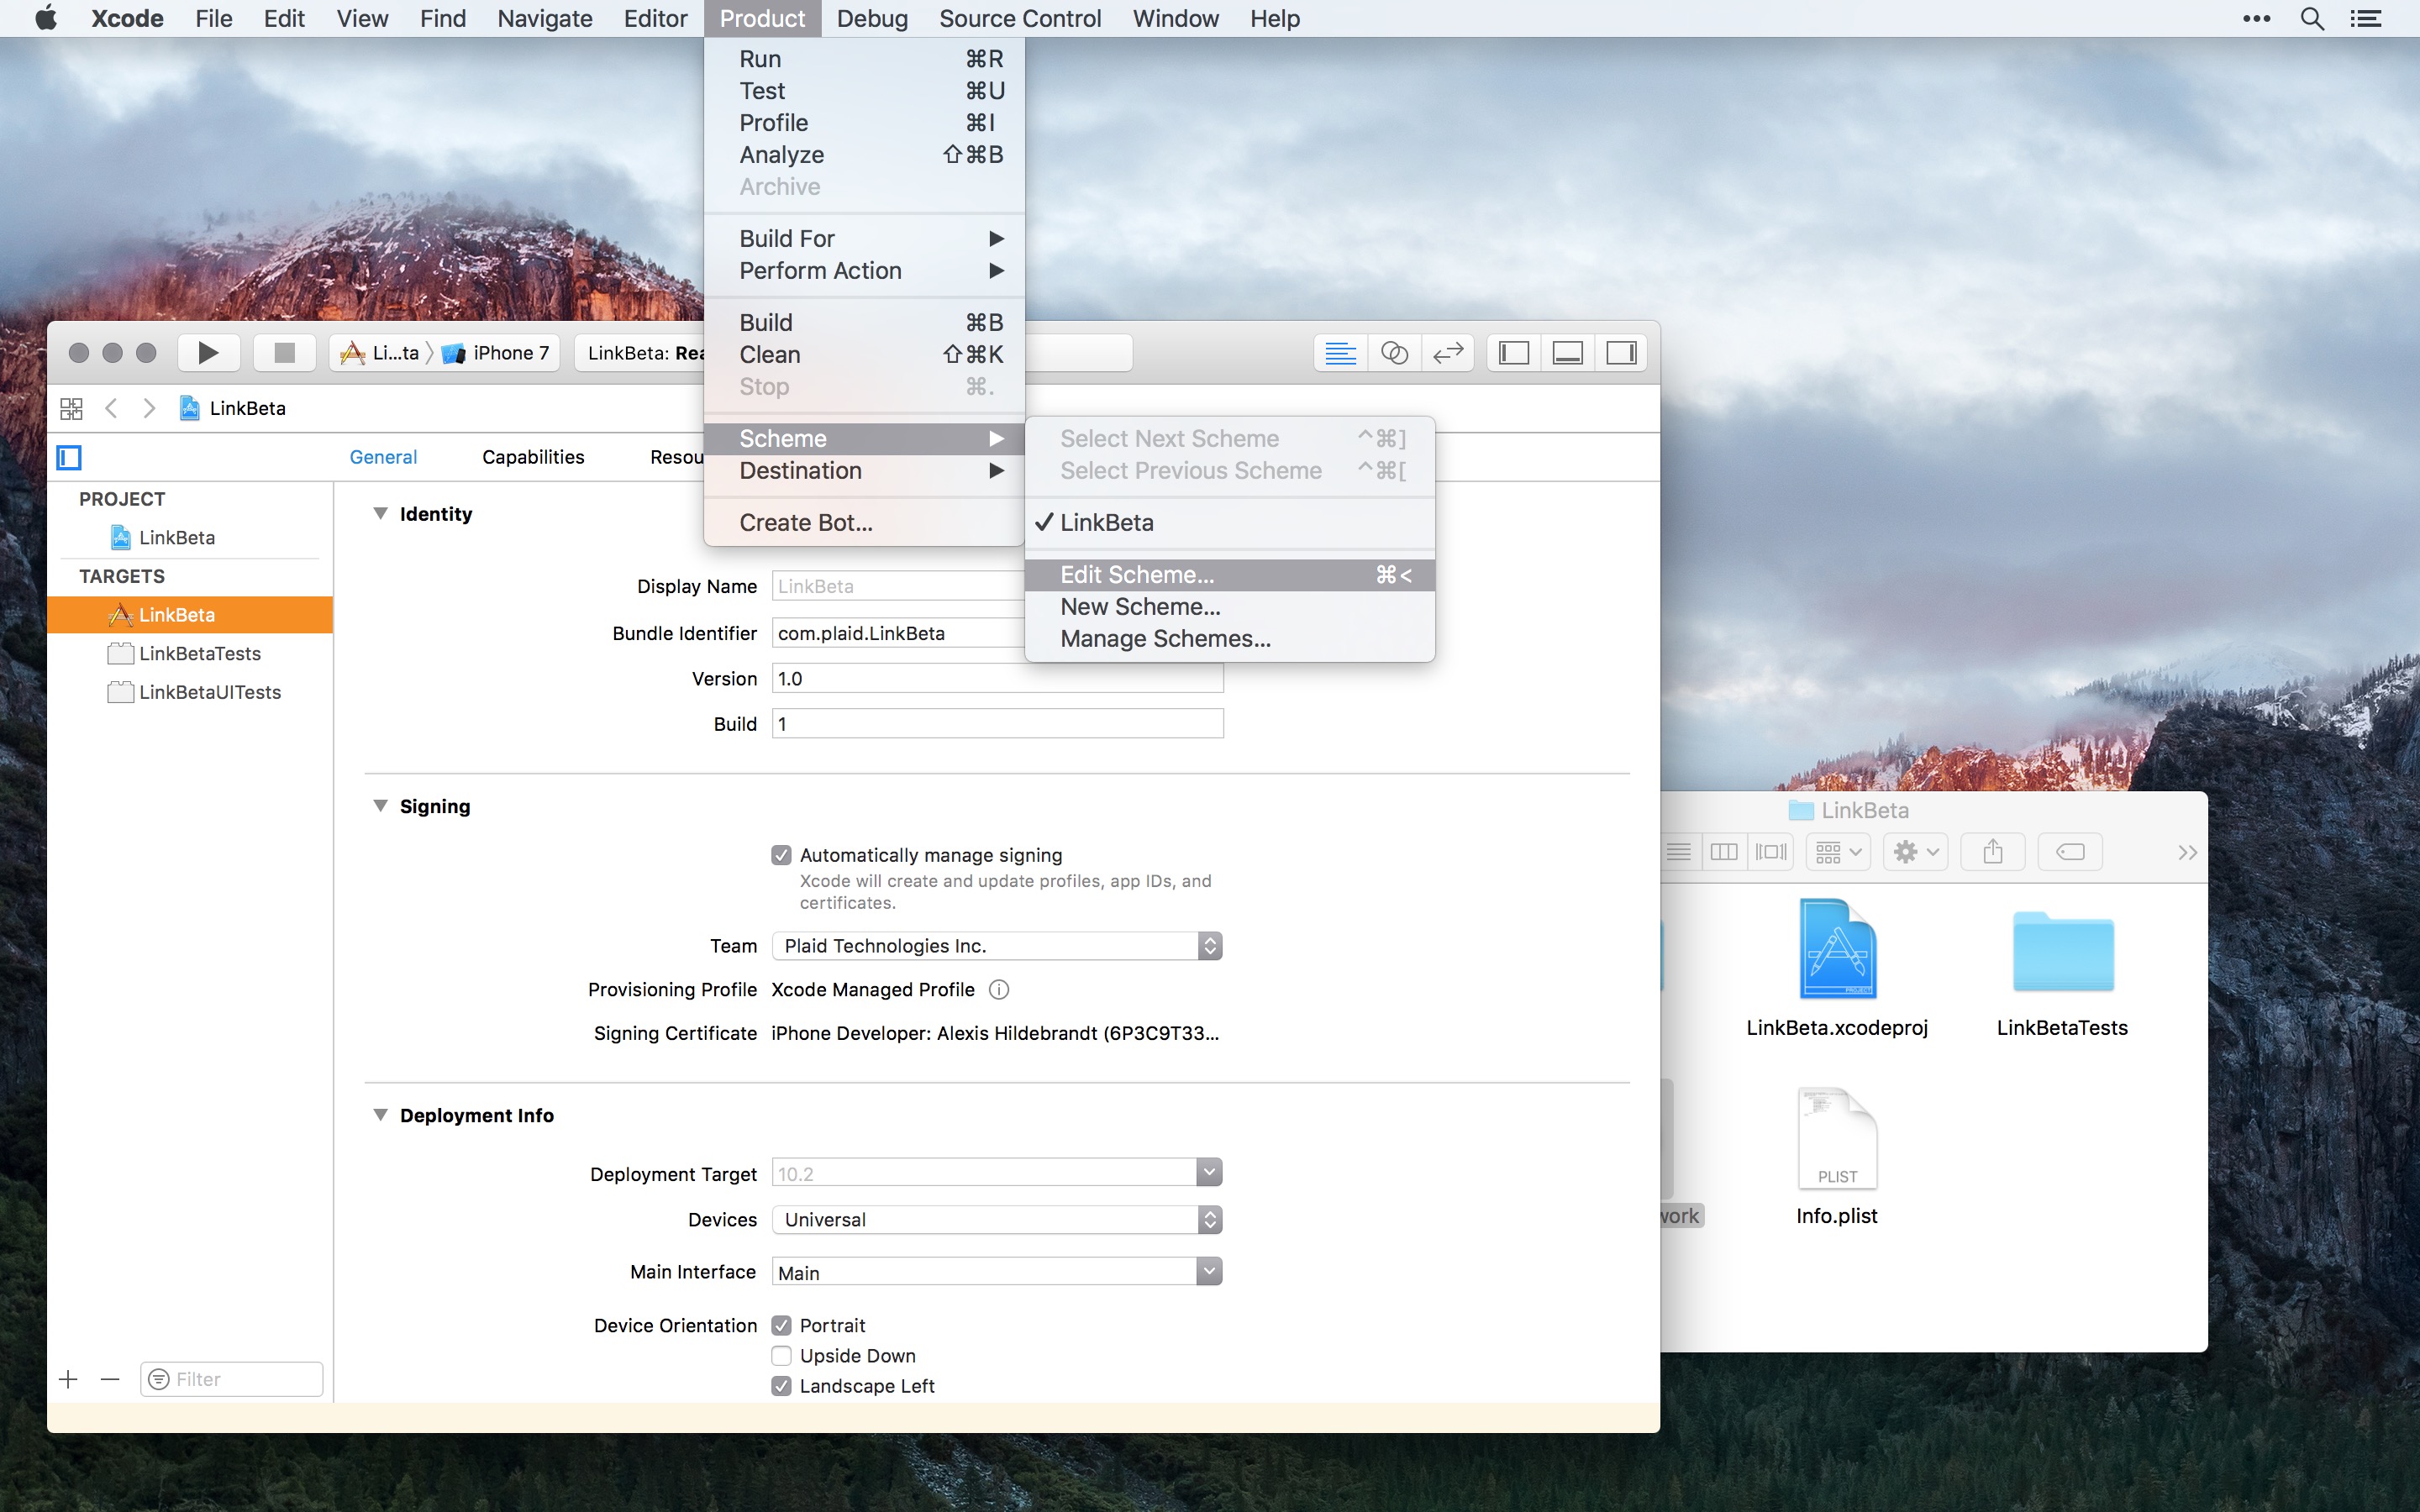 Xcode File Edit View Find Navigate Editor Product Debug Source Control Window Help
Run ⌘R
Test ⌘U
Profile ⌘I
Analyze ⇧⌘B
Archive
Build For ▶
Perform Action ▶
Build ⌘B
Clean ⇧⌘K
Stop ⌘.
Scheme ▶
Destination ▶
Create Bot...
Select Next Scheme ^⌘]
Select Previous Scheme ^⌘[
✓ LinkBeta
Edit Scheme... ⌘<
New Scheme...
Manage Schemes...
Li...ta iPhone 7 LinkBeta: Rea
LinkBeta
General Capabilities Resou
PROJECT
LinkBeta
TARGETS
LinkBeta
LinkBetaTests
LinkBetaUITests
Filter
Identity
Display Name LinkBeta
Bundle Identifier com.plaid.LinkBeta
Version 1.0
Build 1
Signing
Automatically manage signing
Xcode will create and update profiles, app IDs, and
certificates.
Team Plaid Technologies Inc.
Provisioning Profile Xcode Managed Profile
Signing Certificate iPhone Developer: Alexis Hildebrandt (6P3C9T33...
Deployment Info
Deployment Target 10.2
Devices Universal
Main Interface Main
Device Orientation Portrait
Upside Down
Landscape Left
LinkBeta
PROJECT
LinkBeta.xcodeproj LinkBetaTests
PLIST
work Info.plist